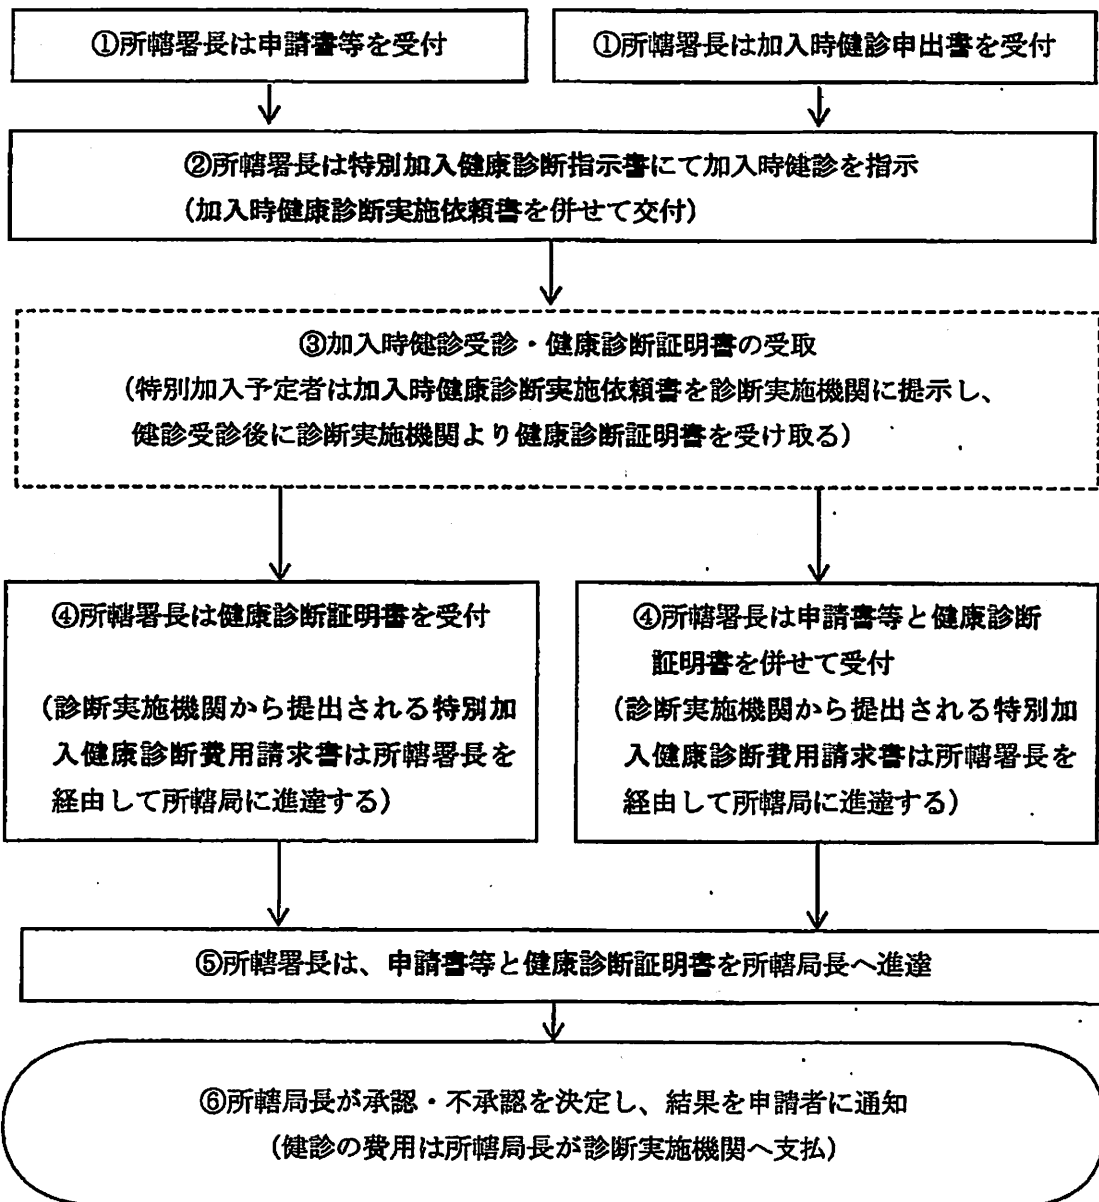 ①所轄署長は申請書等を受付
①所轄署長は加入時健診申出書を受付
②所轄署長は特別加入健康診断指示書にて加入時健診を指示
（加入時健康診断実施依頼書を併せて交付）
③加入時健診受診・健康診断証明書の受取
（特別加入予定者は加入時健康診断実施依頼書を診断実施機関に提示し、
健診受診後に診断実施機関より健康診断証明書を受け取る）
④所轄署長は健康診断証明書を受付
（診断実施機関から提出される特別加
入健康診断費用請求書は所轄署長を
経由して所轄局に進達する）
④所轄署長は申請書等と健康診断
証明書を併せて受付
（診断実施機関から提出される特別加
入健康診断費用請求書は所轄署長を
経由して所轄局に進達する）
⑤所轄署長は、申請書等と健康診断証明書を所轄局長へ進達
⑥所轄局長が承認・不承認を決定し、結果を申請者に通知
（健診の費用は所轄局長が診断実施機関へ支払）